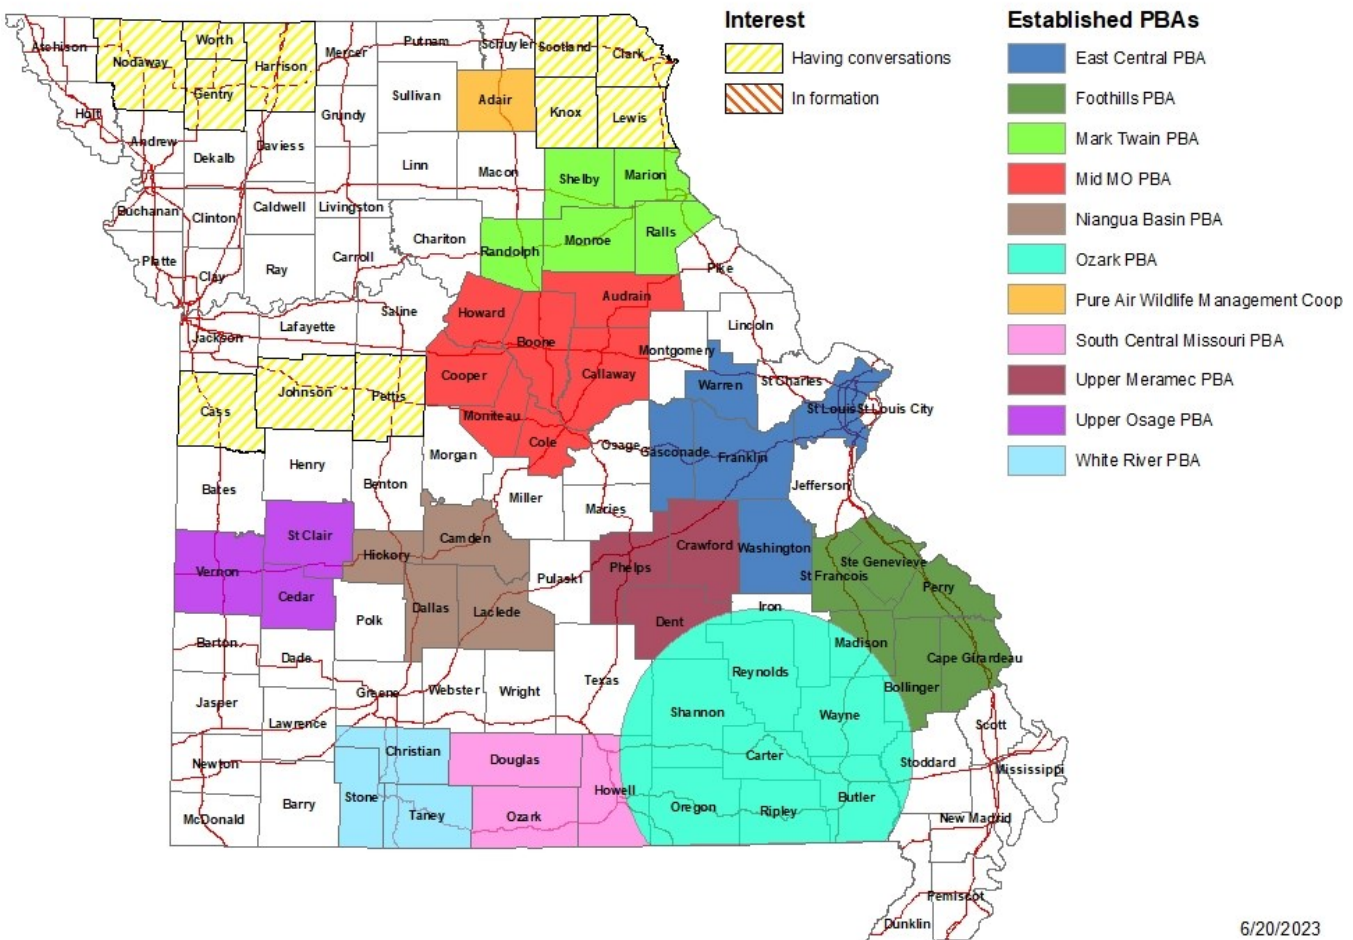 Interest
Having conversations
In formation
Established PBAs
East Central PBA
Foothills PBA
Mark Twain PBA
Mid MO PBA
Niangua Basin PBA
Ozark PBA
Pure Air Wildlife Management Coop
South Central Missouri PBA
Upper Meramec PBA
Upper Osage PBA
White River PBA
Atchison
Nodaway
Worth
Gentry
Harrison
Mercer
Putnam
Schuyler
Scotland
Clark
Holt
Andrew
Dekalb
Daviess
Grundy
Sullivan
Adair
Knox
Lewis
Linn
Macon
Shelby
Marion
Buchanan
Clinton
Caldwell
Livingston
Chariton
Randolph
Monroe
Ralls
Platte
Clay
Ray
Carroll
Pike
Jackson
Lafayette
Saline
Howard
Boone
Audrain
Lincoln
Montgomery
Cass
Johnson
Pettis
Cooper
Callaway
Warren
St Charles
St Louis
St Louis City
Moniteau
Cole
Osage
Gasconade
Franklin
Jefferson
Bates
Henry
Benton
Morgan
Miller
Maries
Vernon
St Clair
Cedar
Hickory
Camden
Pulaski
Phelps
Crawford
Washington
St Francois
Ste Genevieve
Perry
Polk
Dallas
Laclede
Dent
Iron
Madison
Cape Girardeau
Bollinger
Barton
Dade
Jasper
Greene
Webster
Wright
Texas
Reynolds
Shannon
Wayne
Lawrence
Newton
Christian
Douglas
Howell
Carter
Stoddard
Scott
Mississippi
McDonald
Barry
Stone
Taney
Ozark
Oregon
Ripley
Butler
New Madrid
Pemiscot
Dunklin
6/20/2023